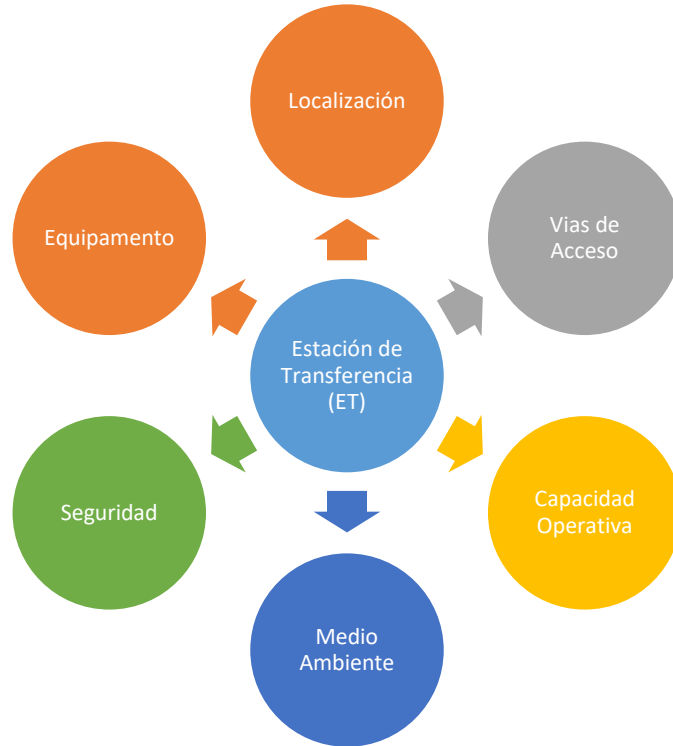 Localización
Equipamento
Vias de
Acceso
Estación de
Transferencia
(ET)
Seguridad
Capacidad
Operativa
Medio
Ambiente